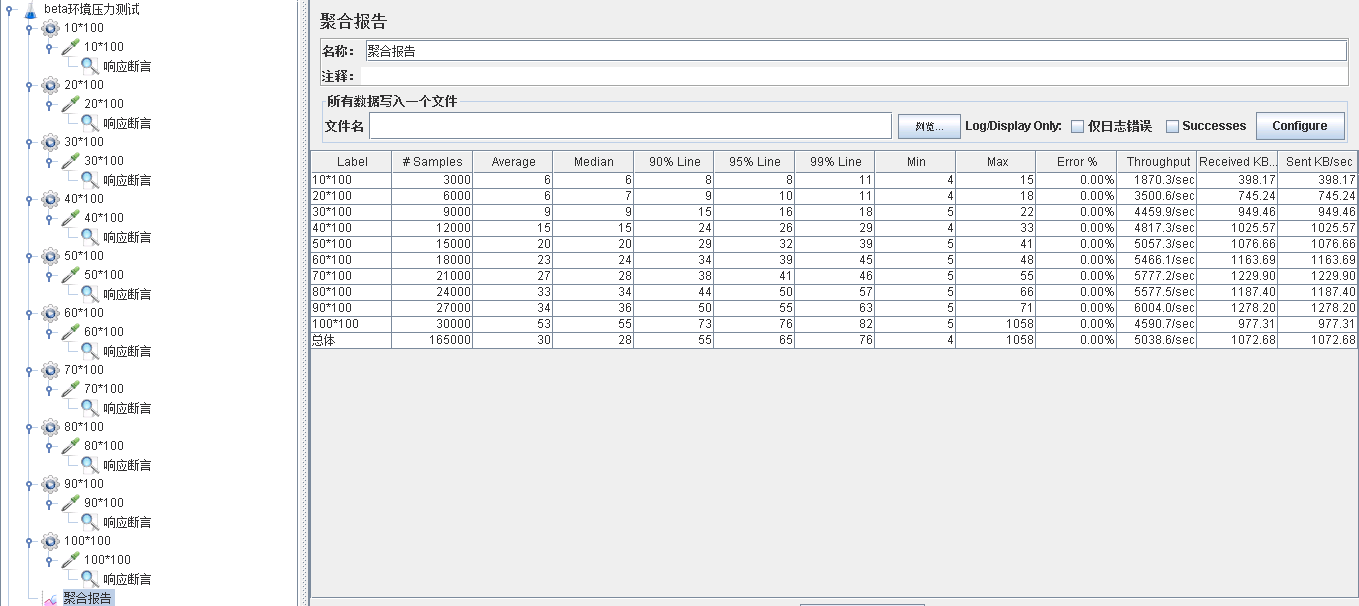 beta环境压力测试
10*100
10*100
响应断言
20*100
20*100
响应断言
30*100
30*100
响应断言
40*100
40*100
响应断言
50*100
50*100
响应断言
60*100
60*100
响应断言
70*100
70*100
响应断言
80*100
80*100
响应断言
90*100
90*100
响应断言
100*100
100*100
响应断言
聚合报告
聚合报告
名称： 聚合报告
注释：
所有数据写入一个文件
文件名 浏览... Log/Display Only: 仅日志错误 Successes Configure
Label # Samples Average Median 90% Line 95% Line 99% Line Min Max Error % Throughput Received KB... Sent KB/sec
10*100 3000 6 6 8 8 11 4 15 0.00% 1870.3/sec 398.17 398.17
20*100 6000 6 7 9 10 11 4 18 0.00% 3500.6/sec 745.24 745.24
30*100 9000 9 9 15 16 18 5 22 0.00% 4459.9/sec 949.46 949.46
40*100 12000 15 15 24 26 29 4 33 0.00% 4817.3/sec 1025.57 1025.57
50*100 15000 20 20 29 32 39 5 41 0.00% 5057.3/sec 1076.66 1076.66
60*100 18000 23 24 34 39 45 5 48 0.00% 5466.1/sec 1163.69 1163.69
70*100 21000 27 28 38 41 46 5 55 0.00% 5777.2/sec 1229.90 1229.90
80*100 24000 33 34 44 50 57 5 66 0.00% 5577.5/sec 1187.40 1187.40
90*100 27000 34 36 50 55 63 5 71 0.00% 6004.0/sec 1278.20 1278.20
100*100 30000 53 55 73 76 82 5 1058 0.00% 4590.7/sec 977.31 977.31
总体 165000 30 28 55 65 76 4 1058 0.00% 5038.6/sec 1072.68 1072.68